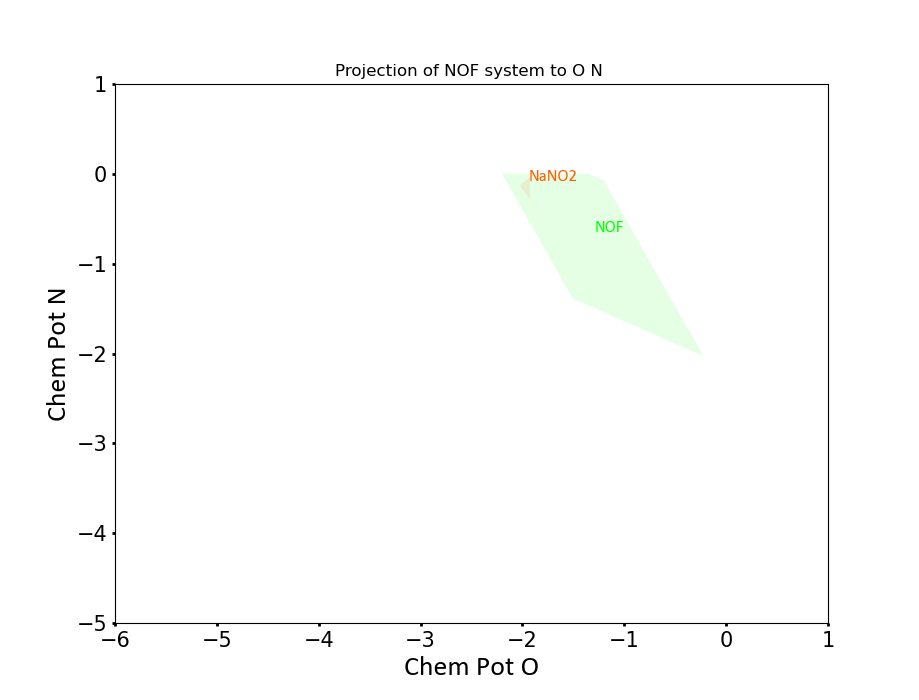 Projection of NOF system to O N
1
0
−1
−2
−3
−4
−5
Chem Pot N
NaNO2
NOF
−6 −5 −4 −3 −2 −1 0 1
Chem Pot O